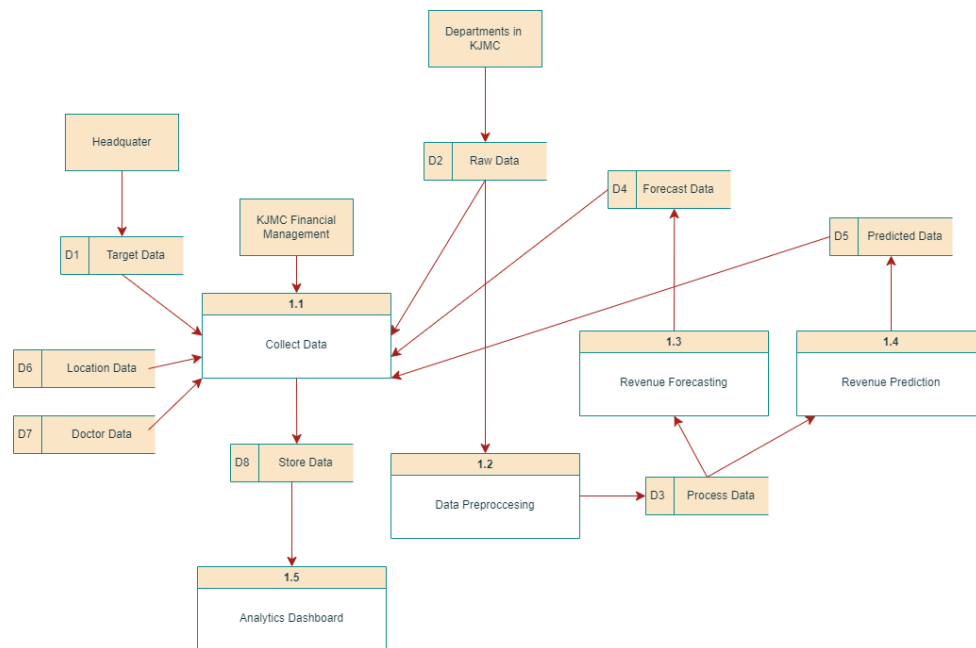 Departments in
KJMC
Headquater
D2 Raw Data
D4 Forecast Data
KJMC Financial
Management
D1 Target Data
D5 Predicted Data
1.1
Collect Data
1.3
Revenue Forecasting
1.4
Revenue Prediction
D6 Location Data
D7 Doctor Data
D8 Store Data
1.2
Data Preproccesing
D3 Process Data
1.5
Analytics Dashboard